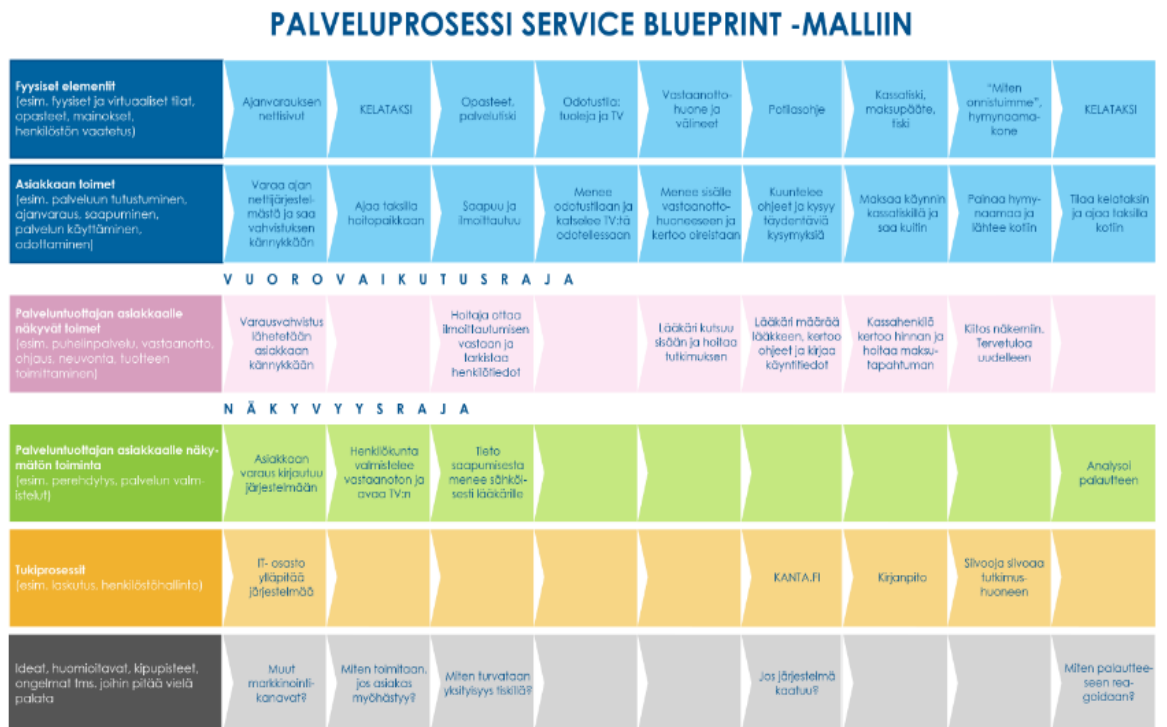 PALVELUPROSESSI SERVICE BLUEPRINT -MALLIIN
Fyysiset elementit
(esim. fyysiset ja virtuaaliset tilat,
opasteet, mainokset,
henkilöstön vaatetus)
Ajanvarauksen
nettisivut
KELATAKSI
Opasteet,
palvelutiski
Odotustila:
tuoleja ja TV
Vastaanotto-
huone ja
välineet
Potilasohje
Kassatiski,
maksupääte,
tiski
"Miten
onnistuimme",
hymynaama-
kone
KELATAKSI
Asiakkaan toimet
(esim. palveluun tutustuminen,
ajanvaraus, saapuminen,
palvelun käyttäminen,
odottaminen)
Varaa ajan
nettijärjestel-
mästä ja saa
vahvistuksen
kännykkään
Ajaa taksilla
hoitopaikkaan
Saapuu ja
ilmoittautuu
Menee
odotustilaan ja
katselee TV:tä
odotellessaan
Menee sisälle
vastaanotto-
huoneeseen ja
kertoo oireistaan
Kuuntelee
ohjeet ja kysyy
täydentäviä
kysymyksiä
Maksaa käynnin
kassatiskillä ja
saa kuitin
Painaa hymy-
naamaa ja
lähtee kotiin
Tilaa kelataksin
ja ajaa taksilla
kotiin
VUOROVAIKUTUSRAJA
Palveluntuottajan asiakkaalle
näkyvät toimet
(esim. puhelinpalvelu, vastaanotto,
ohjaus, neuvonta, tuotteen
toimittaminen)
Varausvahvistus
lähetetään
asiakkaan
kännykkään
Hoitaja ottaa
ilmoittautumisen
vastaan ja
tarkistaa
henkilötiedot
Lääkäri kutsuu
sisään ja hoitaa
tutkimuksen
Lääkäri määrää
lääkkeen, kertoo
ohjeet ja kirjaa
käyntitiedot
Kassahenkilö
kertoo hinnan ja
hoitaa maksu-
tapahtuman
Kiitos näkemiin.
Tervetuloa
uudelleen
NÄKYVYYSRAJA
Palveluntuottajan asiakkaalle näky-
mätön toiminta
(esim. perehdytys, palvelun valm-
istelut)
Asiakkaan
varaus kirjautuu
järjestelmään
Henkilökunta
valmistelee
vastaanoton ja
avaa TV:n
Tieto
saapumisesta
menee sähköi-
sesti lääkärille
Analysoi
palautteen
Tukiprosessit
(esim. laskutus, henkilöstöhallinto)
IT- osasto
ylläpitää
järjestelmää
KANTA.FI
Kirjanpito
Siivooja siivoaa
tutkimus-
huoneen
Ideat, huomioitavat, kipupisteet,
ongelmat tms. joihin pitää vielä
palata
Muut
markkinointi-
kanavat?
Miten toimitaan,
jos asiakas
myöhästyy?
Miten turvataan
yksityisyys tiskillä?
Jos järjestelmä
kaatuu?
Miten palauttee-
seen rea-
goidaan?